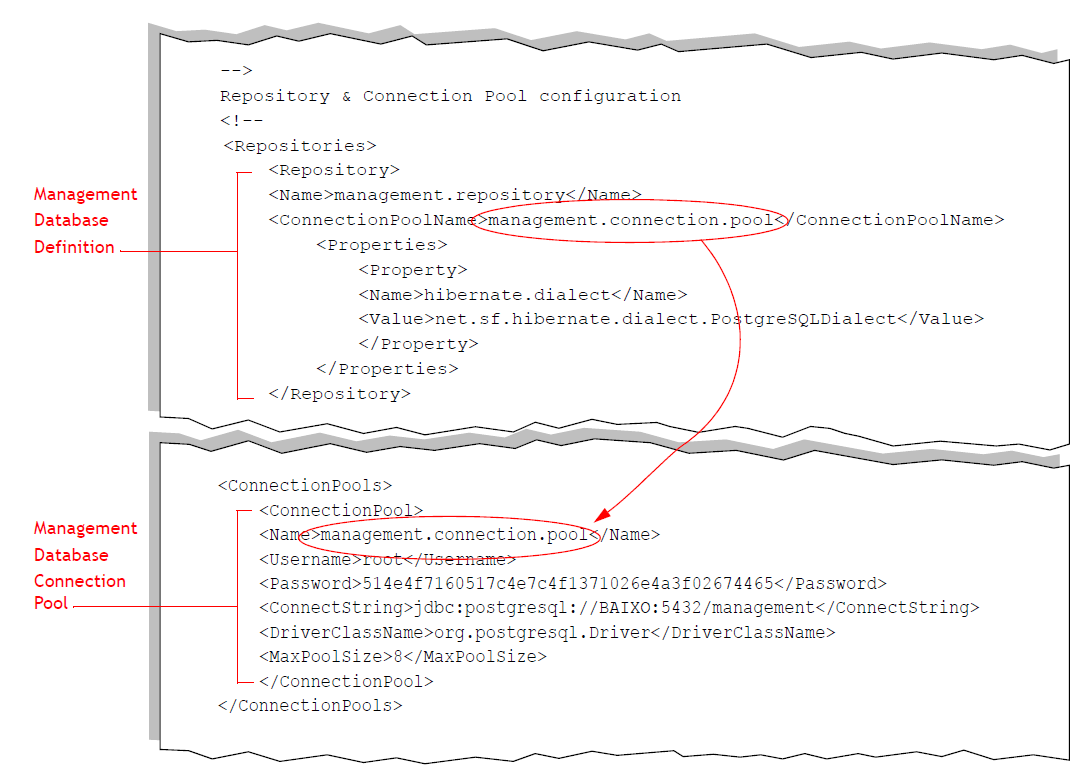 -->
Repository & Connection Pool configuration
<!--
<Repositories>
<Repository>
<Name>management.repository</Name>
<ConnectionPoolName>management.connection.pool</ConnectionPoolName>
<Properties>
<Property>
<Name>hibernate.dialect</Name>
<Value>net.sf.hibernate.dialect.PostgreSQLDialect</Value>
</Property>
</Properties>
</Repository>
Management
Database
Definition
<ConnectionPools>
<ConnectionPool>
<Name>management.connection.pool</Name>
<Username>root</Username>
<Password>514e4f7160517c4e7c4f1371026e4a3f02674465</Password>
<ConnectString>jdbc:postgresql://BAIXO:5432/management</ConnectString>
<DriverClassName>org.postgresql.Driver</DriverClassName>
<MaxPoolSize>8</MaxPoolSize>
</ConnectionPool>
</ConnectionPools>
Management
Database
Connection
Pool